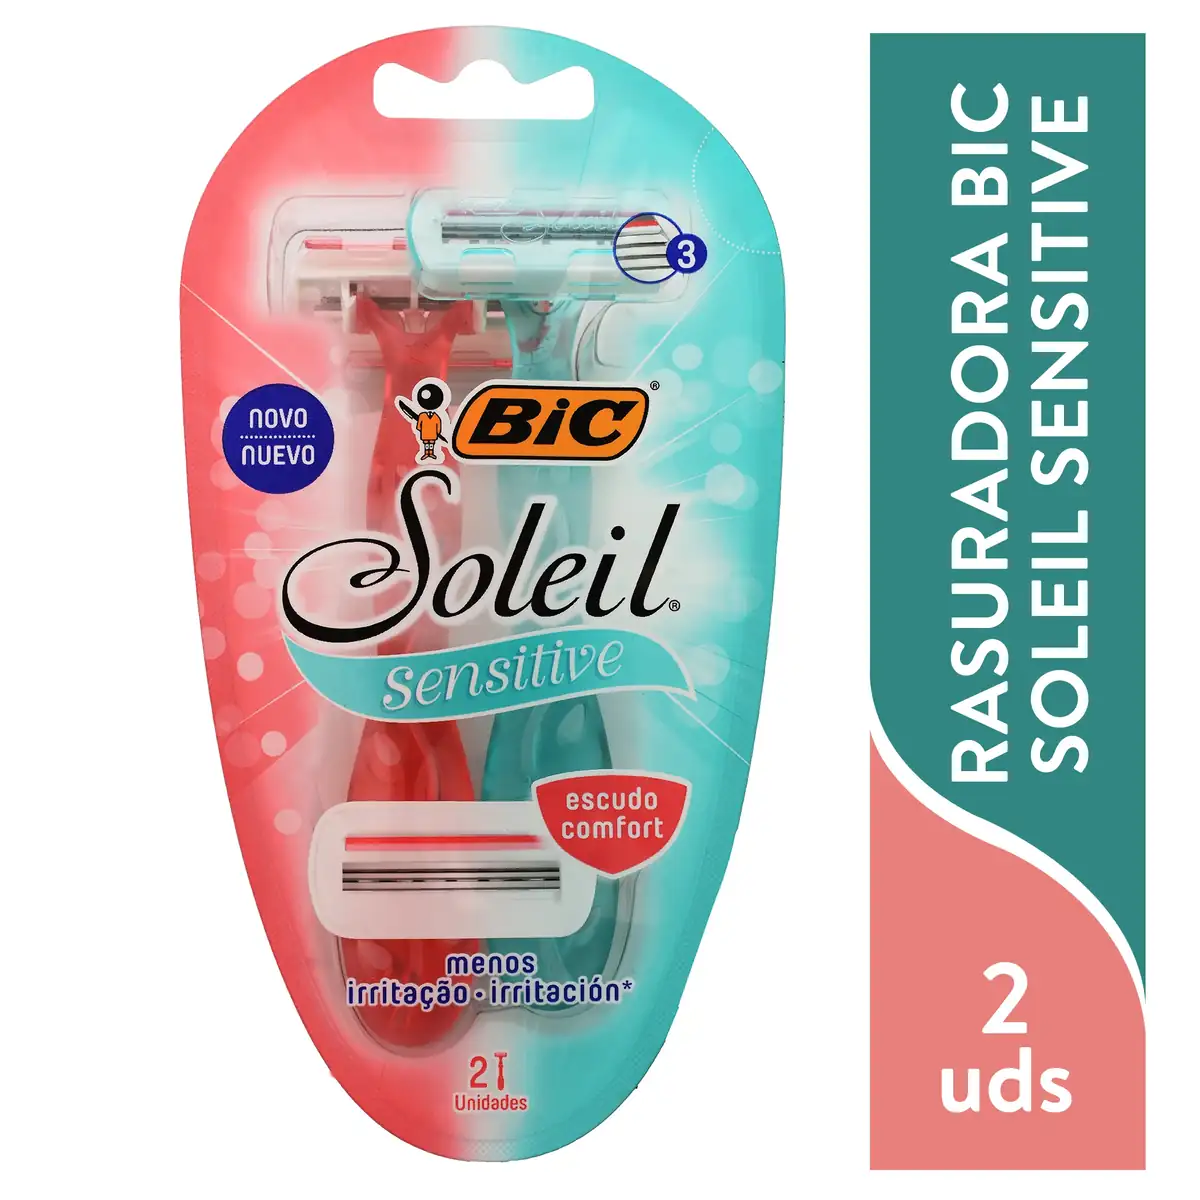 3
BiC®
NOVO
NUEVO
Soleil®
sensitive
escudo
comfort
menos
irritação • irritación*
2
Unidades
RASURADORA BIC
SOLEIL SENSITIVE
2
uds